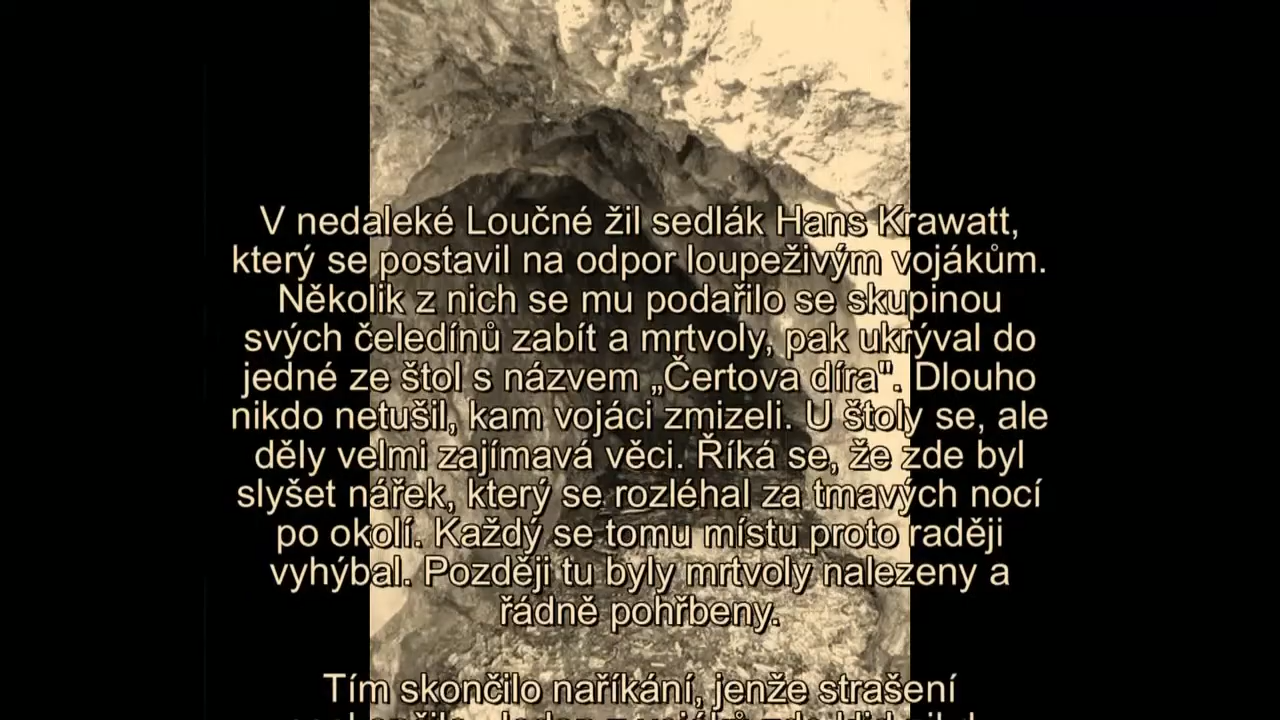 V nedaleké Loučné žil sedlák Hans Krawatt,
který se postavil na odpor loupeživým vojákům.
Několik z nich se mu podařilo se skupinou
svých čeledínů zabít a mrtvoly, pak ukrýval do
jedné ze štol s názvem „Čertova díra". Dlouho
nikdo netušil, kam vojáci zmizeli. U štoly se, ale
děly velmi zajímavá věci. Říká se, že zde byl
slyšet nářek, který se rozléhal za tmavých nocí
po okolí. Každý se tomu místu proto raději
vyhýbal. Později tu byly mrtvoly nalezeny a
řádně pohřbeny.
Tím skončilo naříkání, jenže strašení